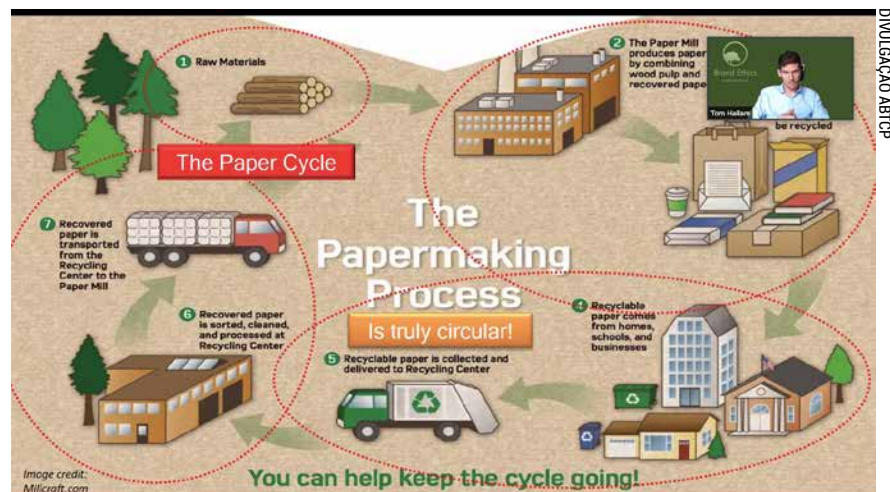 1 Raw Materials
The Paper Cycle
2 The Paper Mill
produces paper
by combining
wood pulp and
recovered pape
Brand Ethics
Tom Hallare
be recycled
DIVULGAÇÃO ABTCP
The
Papermaking
Process
Is truly circular!
4 Recyclable
paper comes
from homes,
schools, and
businesses
5 Recyclable paper is collected and
delivered to Recycling Center
6 Recovered paper
is sorted, cleaned,
and processed at
Recycling Center
7 Recovered
paper is
transported
from the
Recycling
Center to the
Paper Mill
Image credit:
Millcraft.com
You can help keep the cycle going!